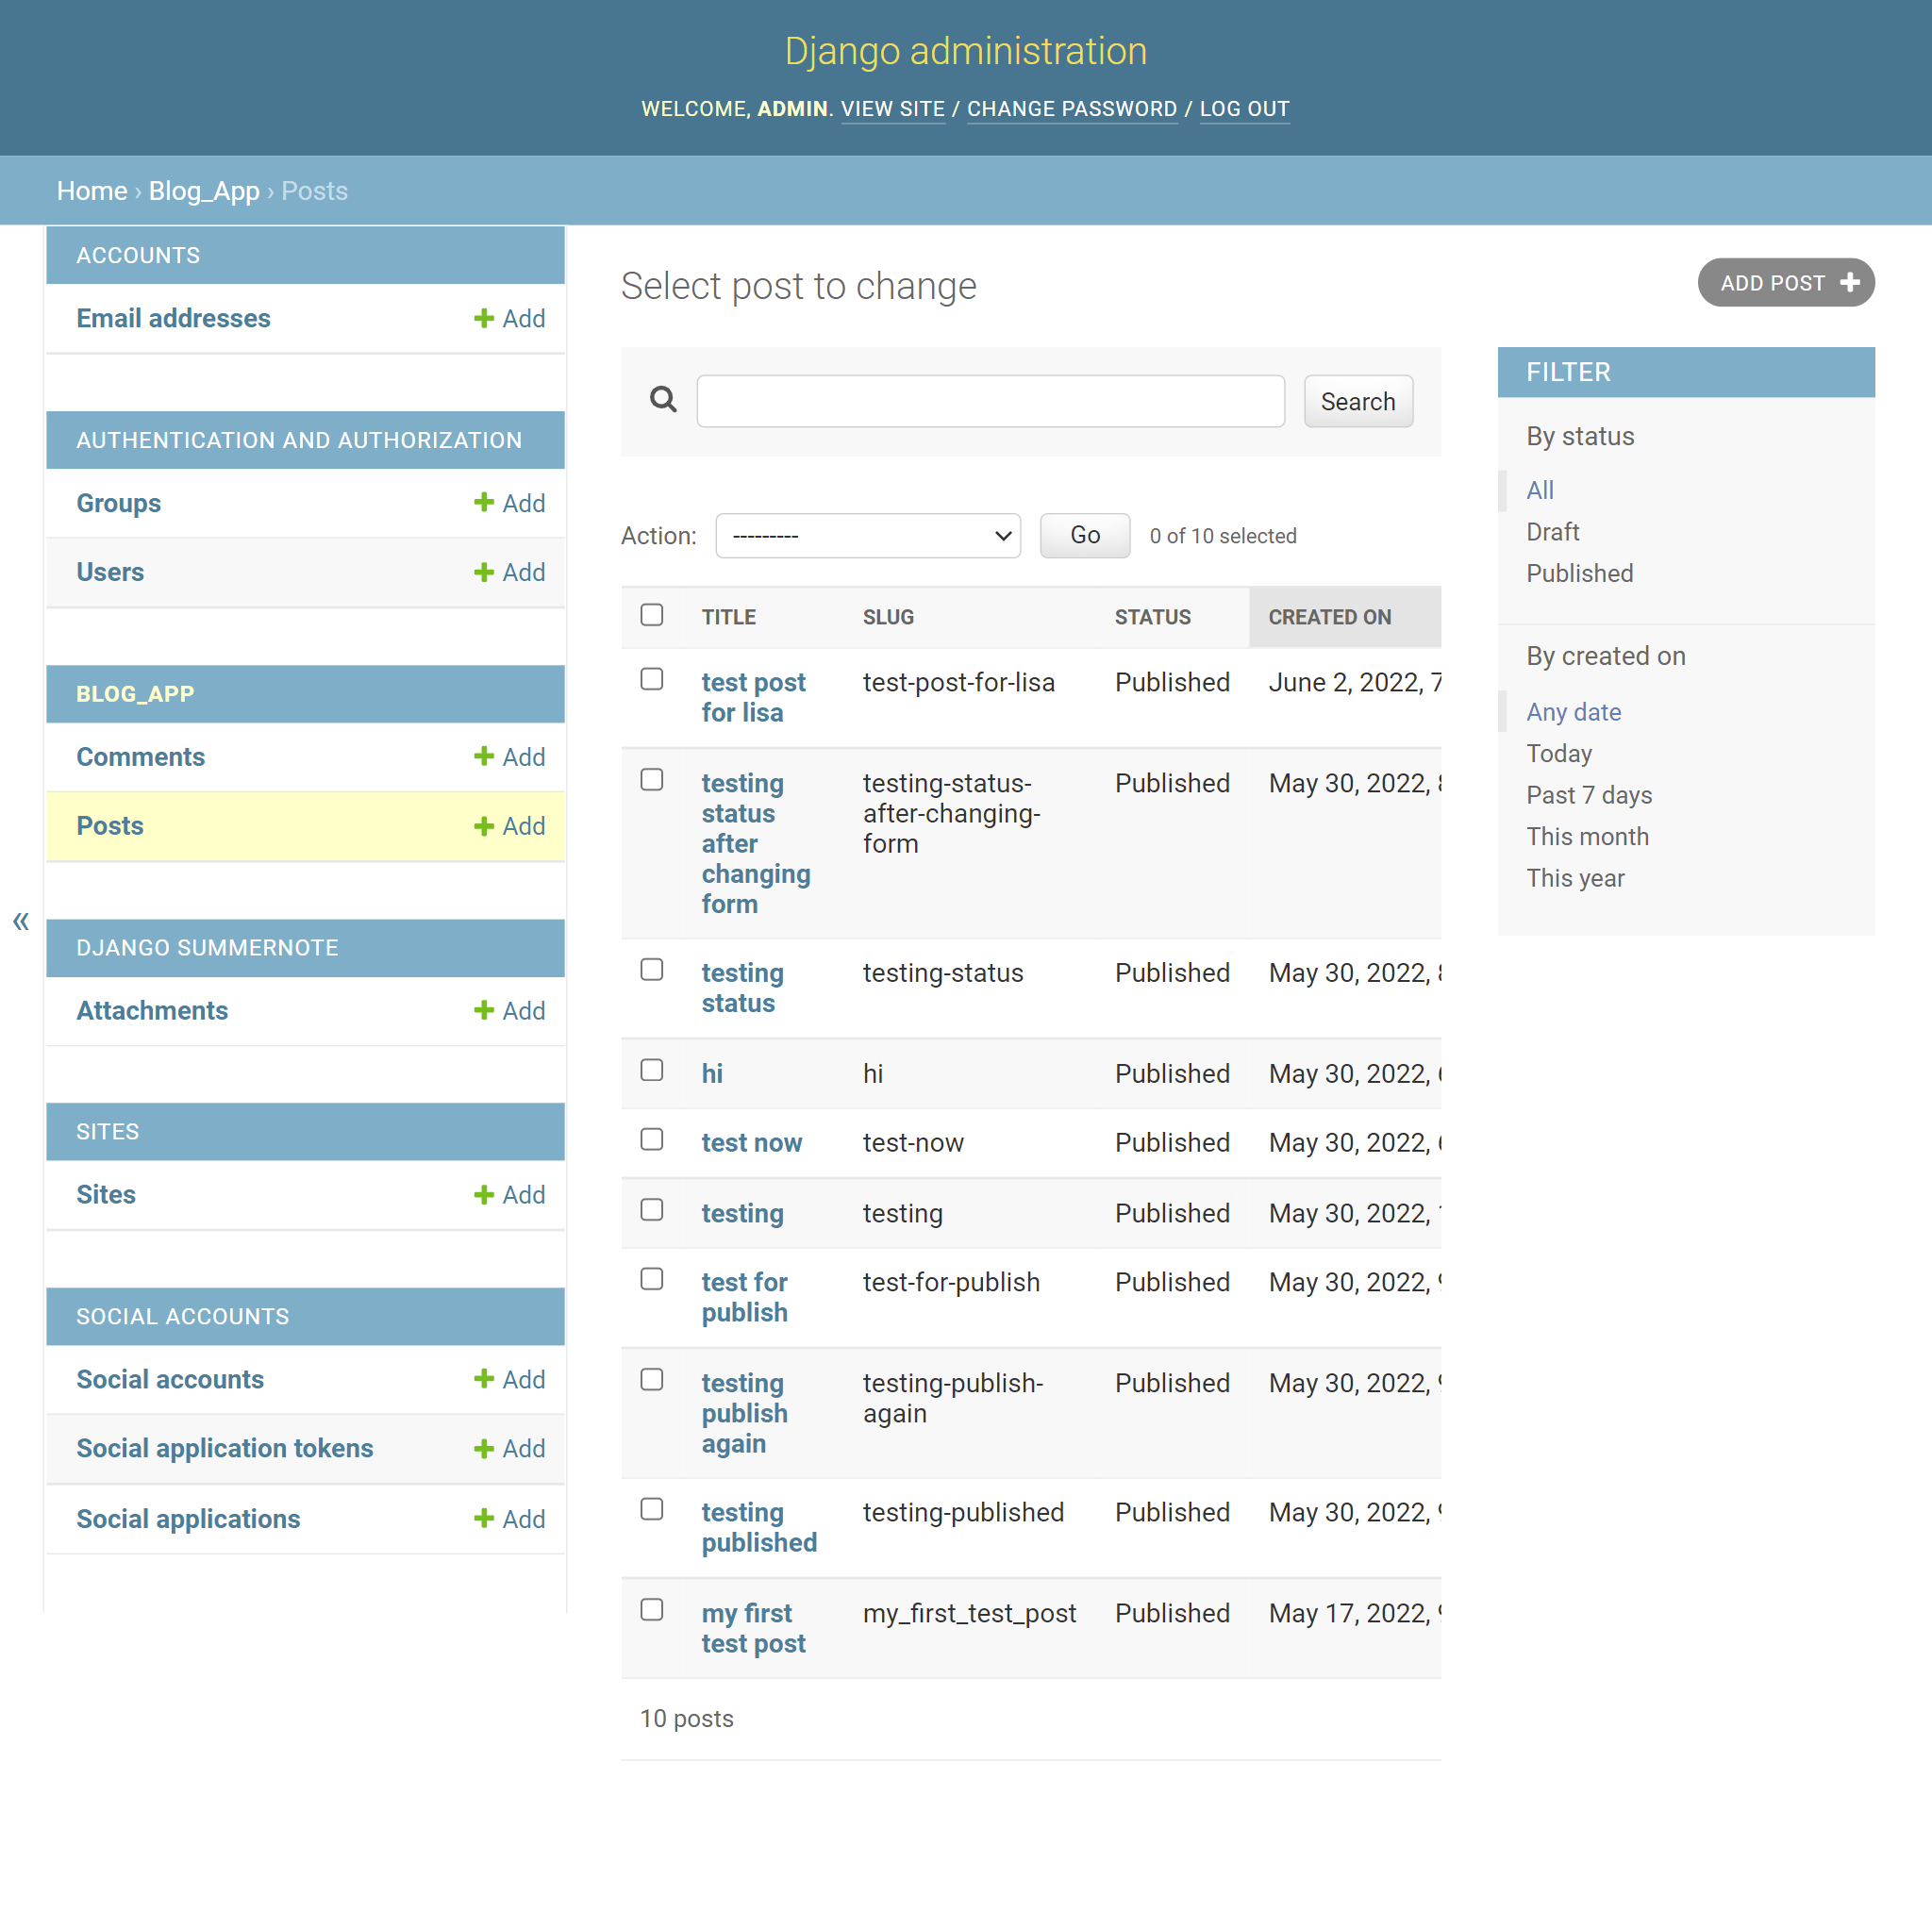 Django administration
WELCOME, ADMIN. VIEW SITE / CHANGE PASSWORD / LOG OUT
Home › Blog_App › Posts
ACCOUNTS
Email addresses Add
AUTHENTICATION AND AUTHORIZATION
Groups Add
Users Add
BLOG_APP
Comments Add
Posts Add
«
DJANGO SUMMERNOTE
Attachments Add
SITES
Sites Add
SOCIAL ACCOUNTS
Social accounts Add
Social application tokens Add
Social applications Add
Select post to change
ADD POST
Search
Action: --------- Go 0 of 10 selected
TITLE SLUG STATUS CREATED ON
test post test-post-for-lisa Published June 2, 2022, 7
for lisa
testing testing-status- Published May 30, 2022,
status after-changing-
after form
changing
form
testing testing-status Published May 30, 2022,
status
hi hi Published May 30, 2022,
test now test-now Published May 30, 2022,
testing testing Published May 30, 2022,
test for test-for-publish Published May 30, 2022,
publish
testing testing-publish- Published May 30, 2022,
publish again
again
testing testing-published Published May 30, 2022,
published
my first my_first_test_post Published May 17, 2022,
test post
10 posts
FILTER
By status
All
Draft
Published
By created on
Any date
Today
Past 7 days
This month
This year